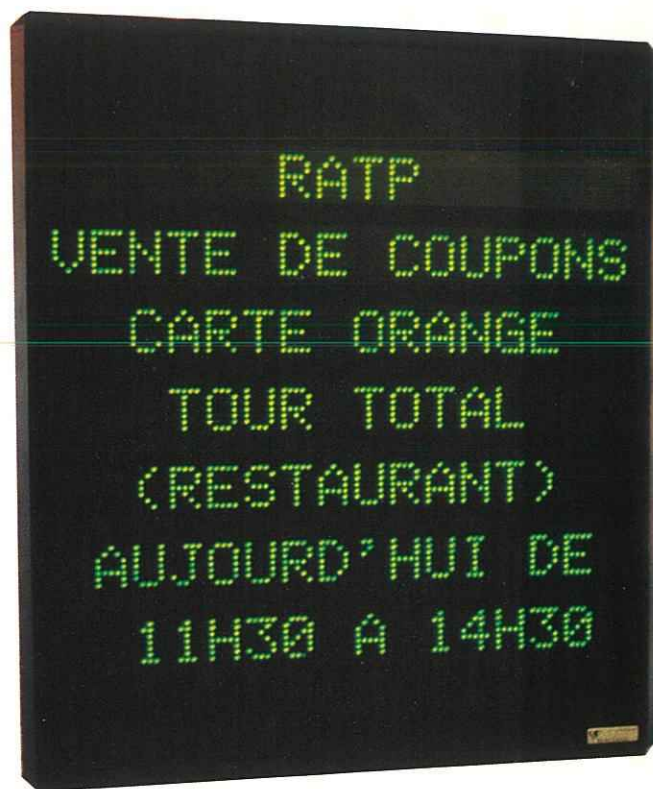 RATP
VENTE DE COUPONS
CARTE ORANGE
TOUR TOTAL
(RESTAURANT)
AUJOURD'HUI DE
11H30 A 14H30